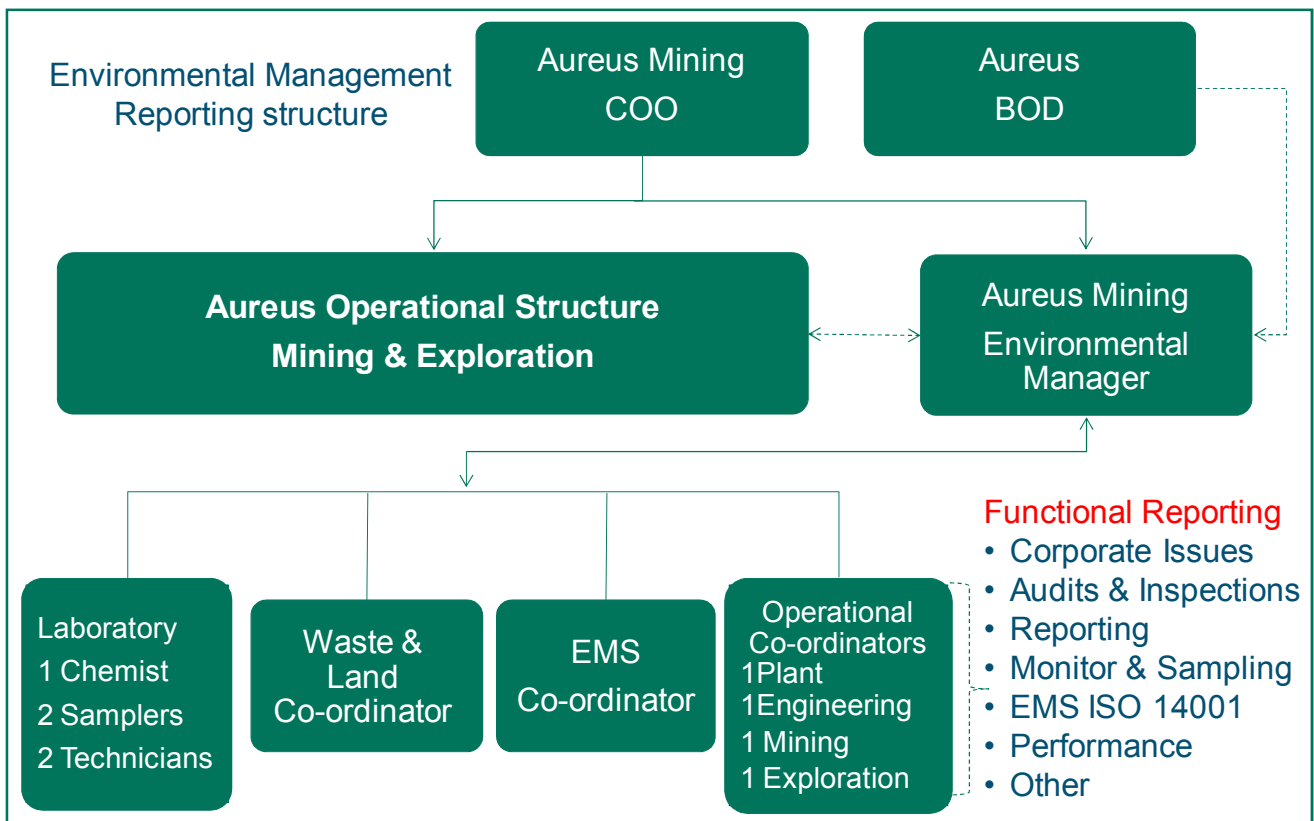 Environmental Management
Reporting structure
Aureus Mining
COO
Aureus
BOD
Aureus Operational Structure
Mining & Exploration
Aureus Mining
Environmental
Manager
Laboratory
1 Chemist
2 Samplers
2 Technicians
Waste &
Land
Co-ordinator
EMS
Co-ordinator
Operational
Co-ordinators
1Plant
1Engineering
1 Mining
1 Exploration
Functional Reporting
• Corporate Issues
• Audits & Inspections
• Reporting
• Monitor & Sampling
• EMS ISO 14001
• Performance
• Other